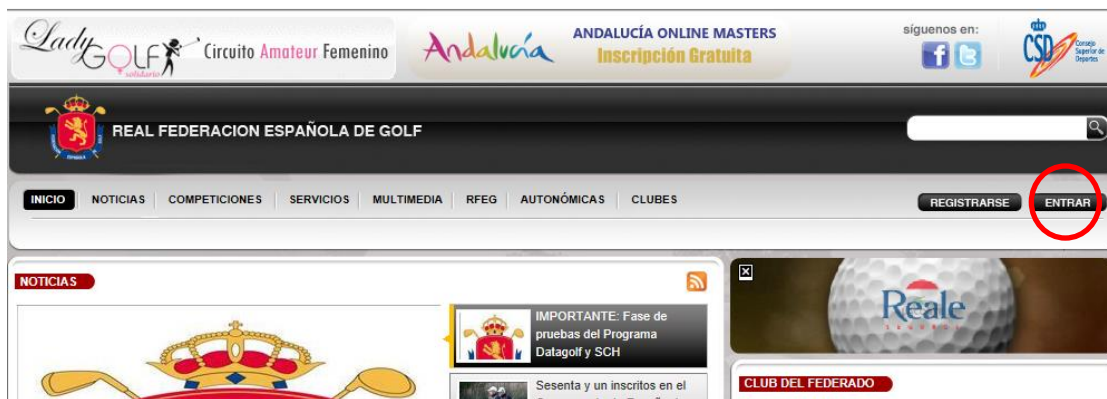 Lady GOLF solidario Circuito Amateur Femenino
Andalucía
ANDALUCÍA ONLINE MASTERS
Inscripción Gratuita
síguenos en:
CSD Consejo Superior de Deportes
REAL FEDERACION ESPAÑOLA DE GOLF
INICIO NOTICIAS COMPETICIONES SERVICIOS MULTIMEDIA RFEG AUTONÓMICAS CLUBES
REGISTRARSE ENTRAR
NOTICIAS
IMPORTANTE: Fase de
pruebas del Programa
Datagolf y SCH
Sesenta y un inscritos en el
Reale
SEGUROS
CLUB DEL FEDERADO